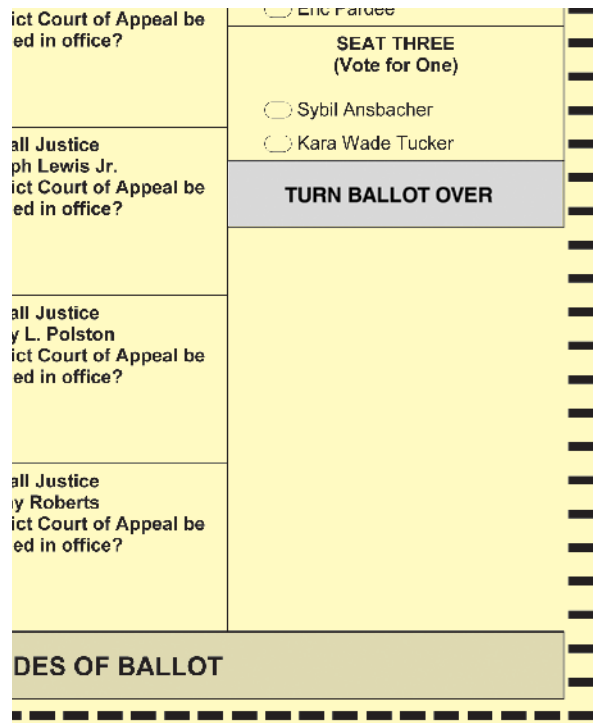 ict Court of Appeal be
ed in office?
all Justice
ph Lewis Jr.
ict Court of Appeal be
ed in office?
all Justice
y L. Polston
ict Court of Appeal be
ed in office?
all Justice
y Roberts
ict Court of Appeal be
ed in office?
Eric Pardee
SEAT THREE
(Vote for One)
Sybil Ansbacher
Kara Wade Tucker
TURN BALLOT OVER
DES OF BALLOT